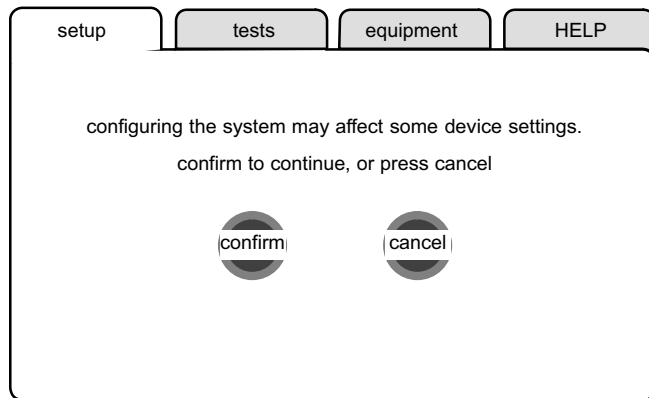 setup
tests
equipment
HELP
configuring the system may affect some device settings.
confirm to continue, or press cancel
confirm
cancel